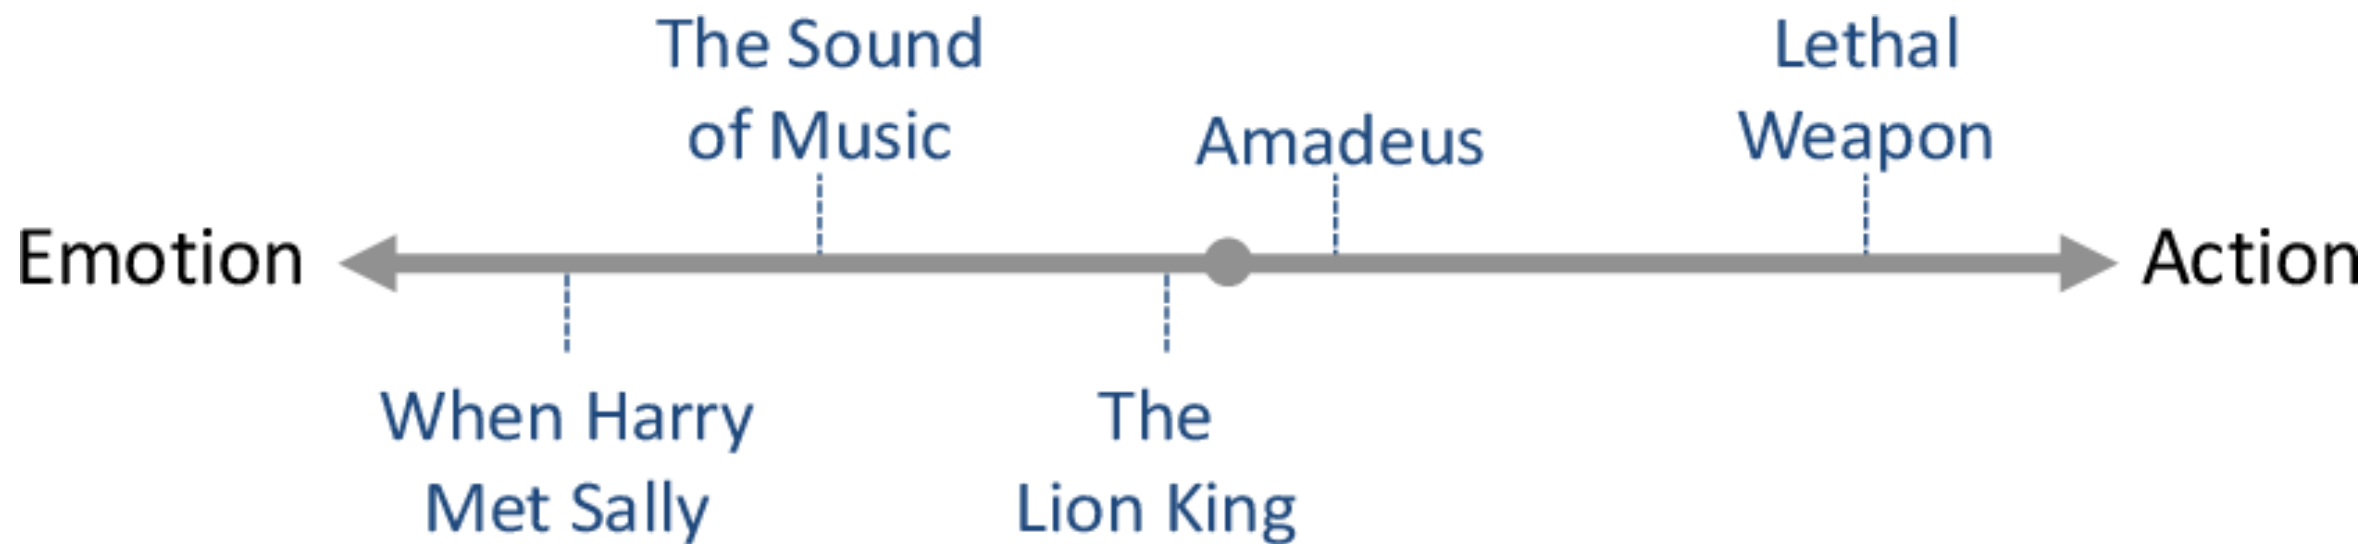 The Sound
of Music
Amadeus
Lethal
Weapon
Emotion
Action
When Harry
Met Sally
The
Lion King